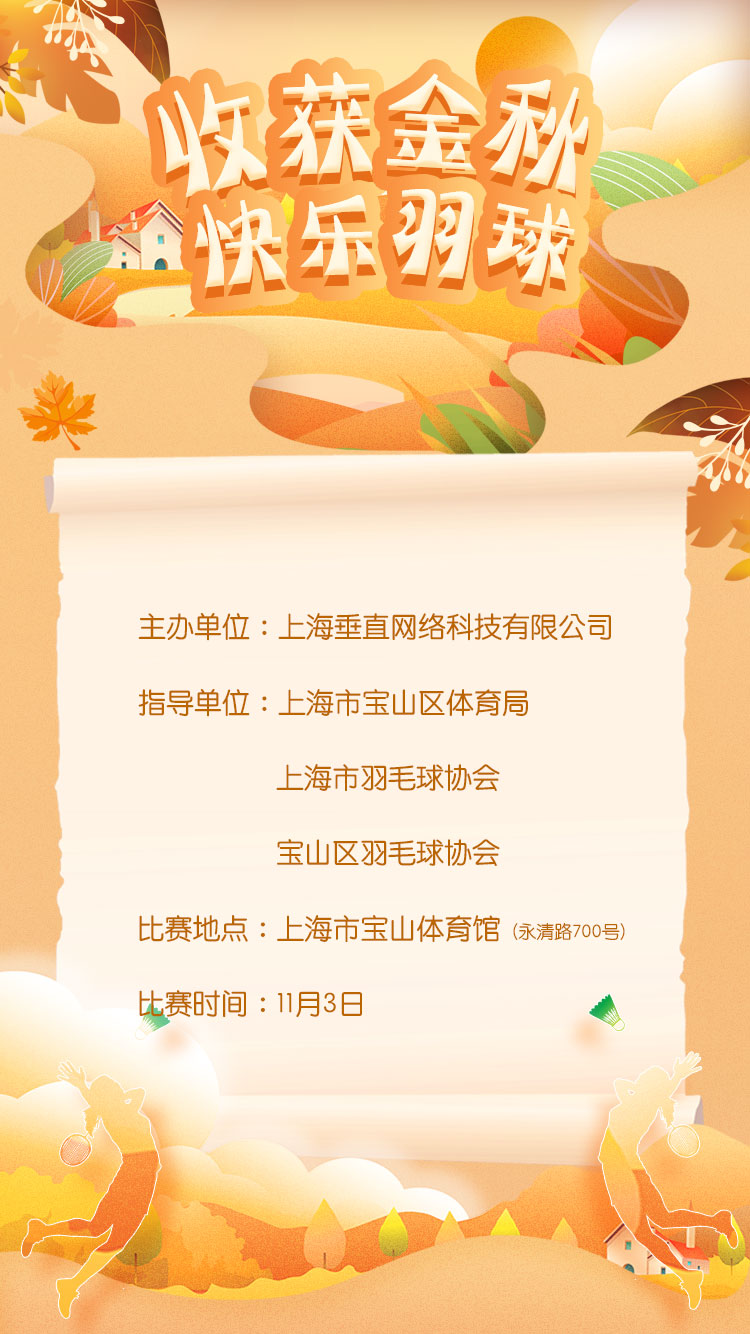 收获金秋
快乐羽球
主办单位：上海垂直网络科技有限公司
指导单位：上海市宝山区体育局
上海市羽毛球协会
宝山区羽毛球协会
比赛地点：上海市宝山体育馆（永清路700号）
比赛时间：11月3日